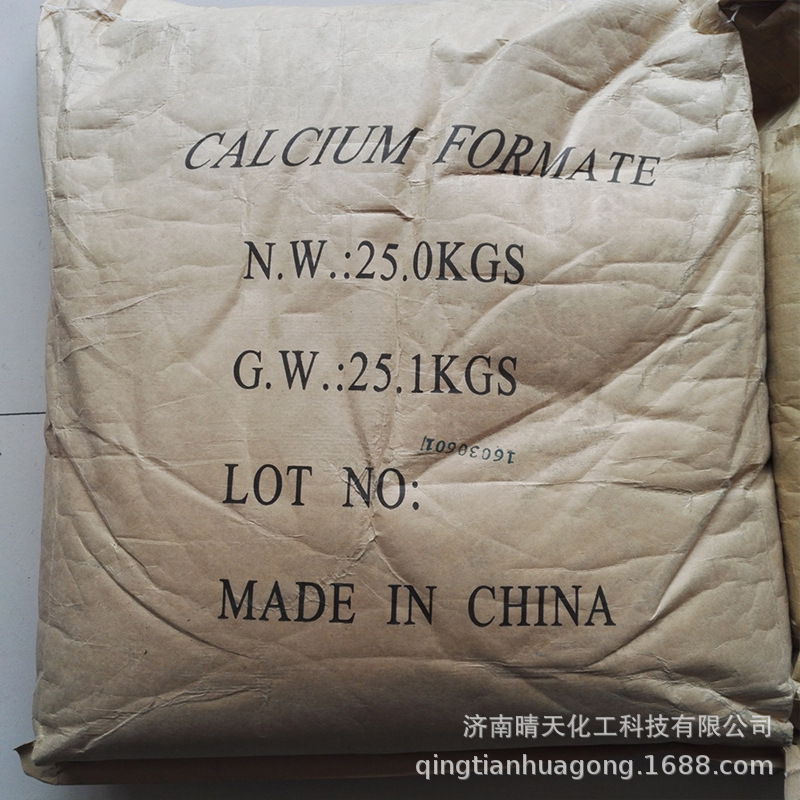 CALCIUM FORMATE
N.W.:25.0KGS
G.W.:25.1KGS
16030601
LOT NO:
MADE IN CHINA
济南晴天化工科技有限公司
qingtianhuagong.1688.com